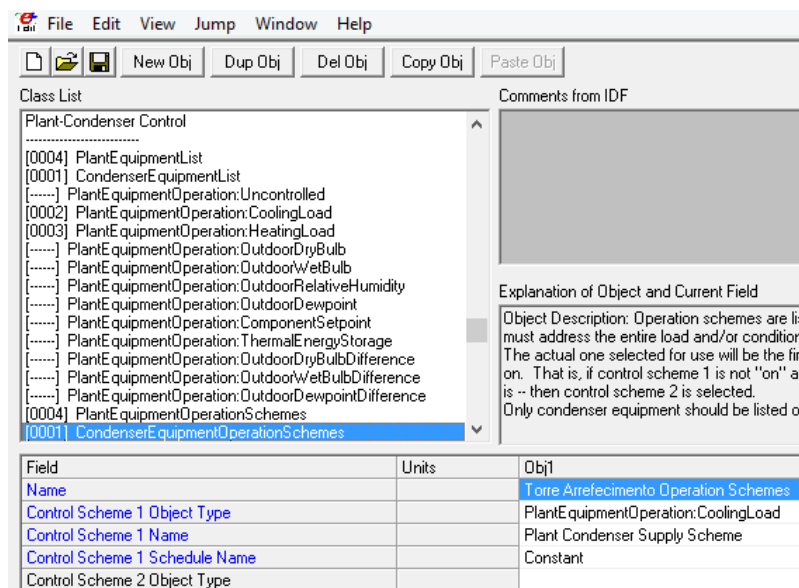 File Edit View Jump Window Help
New Obj Dup Obj Del Obj Copy Obj Paste Obj
Class List
Plant-Condenser Control
--------------------------
[0004] PlantEquipmentList
[0001] CondenserEquipmentList
[------] PlantEquipmentOperation:Uncontrolled
[0002] PlantEquipmentOperation:CoolingLoad
[0003] PlantEquipmentOperation:HeatingLoad
[------] PlantEquipmentOperation:OutdoorDryBulb
[------] PlantEquipmentOperation:OutdoorWetBulb
[------] PlantEquipmentOperation:OutdoorRelativeHumidity
[------] PlantEquipmentOperation:OutdoorDewpoint
[------] PlantEquipmentOperation:ComponentSetpoint
[------] PlantEquipmentOperation:ThermalEnergyStorage
[------] PlantEquipmentOperation:OutdoorDryBulbDifference
[------] PlantEquipmentOperation:OutdoorWetBulbDifference
[------] PlantEquipmentOperation:OutdoorDewpointDifference
[0004] PlantEquipmentOperationSchemes
[0001] CondenserEquipmentOperationSchemes
Comments from IDF
Explanation of Object and Current Field
Object Description: Operation schemes are li
must address the entire load and/or condition
The actual one selected for use will be the fir
on. That is, if control scheme 1 is not "on" a
is -- then control scheme 2 is selected.
Only condenser equipment should be listed o
Field Units Obj1
Name Torre Arrefecimento Operation Schemes
Control Scheme 1 Object Type PlantEquipmentOperation:CoolingLoad
Control Scheme 1 Name Plant Condenser Supply Scheme
Control Scheme 1 Schedule Name Constant
Control Scheme 2 Object Type